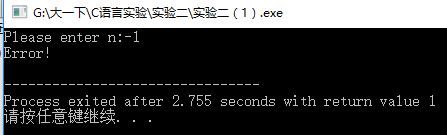 G:\大一下\C语言实验\实验二\实验二（1）.exe
Please enter n:-1
Error!
--------------------------------
Process exited after 2.755 seconds with return value 1
请按任意键继续. . .